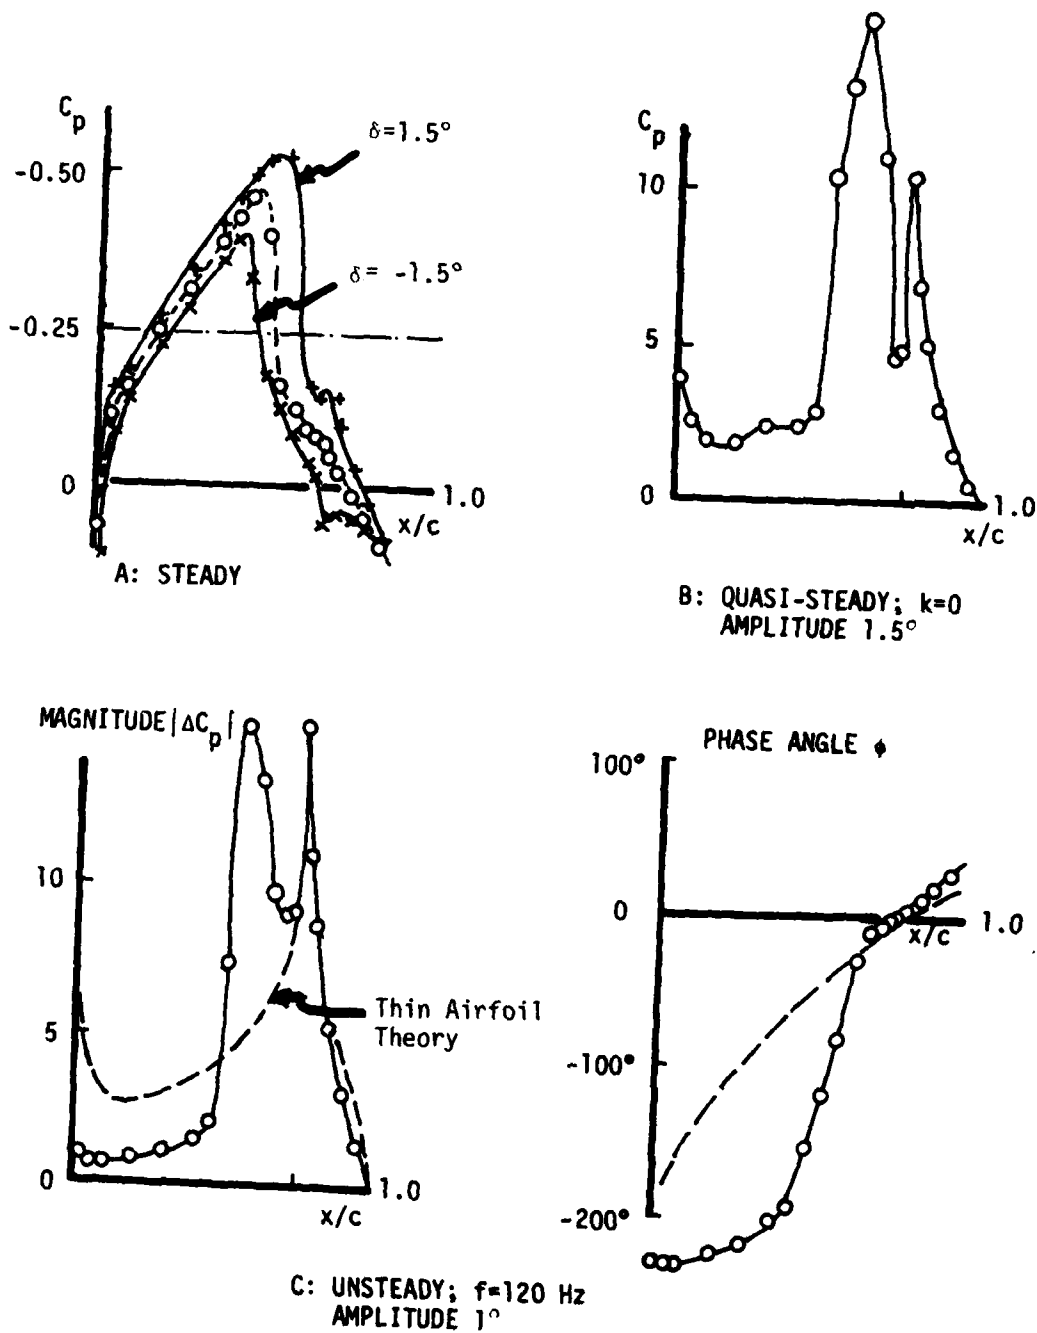 C_p
δ=1.5°
-0.50
δ= -1.5°
-0.25
0
1.0
x/c
A: STEADY
C_p
10
5
0
1.0
x/c
B: QUASI-STEADY; k=0
AMPLITUDE 1.5°
MAGNITUDE|ΔC_p|
10
5
Thin Airfoil
Theory
0
1.0
x/c
PHASE ANGLE ϕ
100°
0
1.0
x/c
-100°
-200°
C: UNSTEADY; f=120 Hz
AMPLITUDE 1°